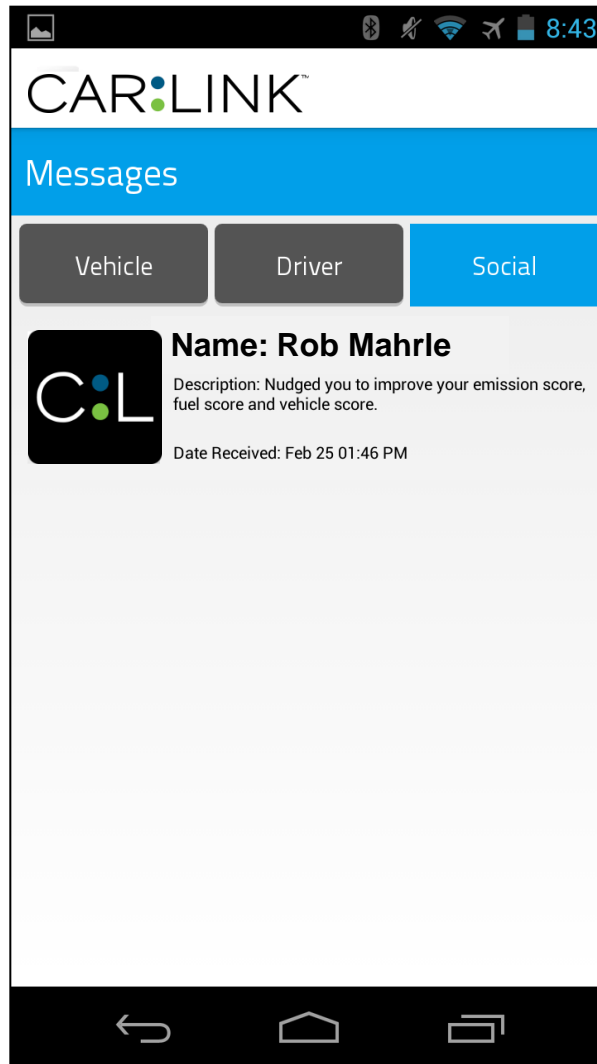 8:43
CAR:LINK™
Messages
Vehicle Driver Social
C:L
Name: Rob Mahrle
Description: Nudged you to improve your emission score,
fuel score and vehicle score.
Date Received: Feb 25 01:46 PM